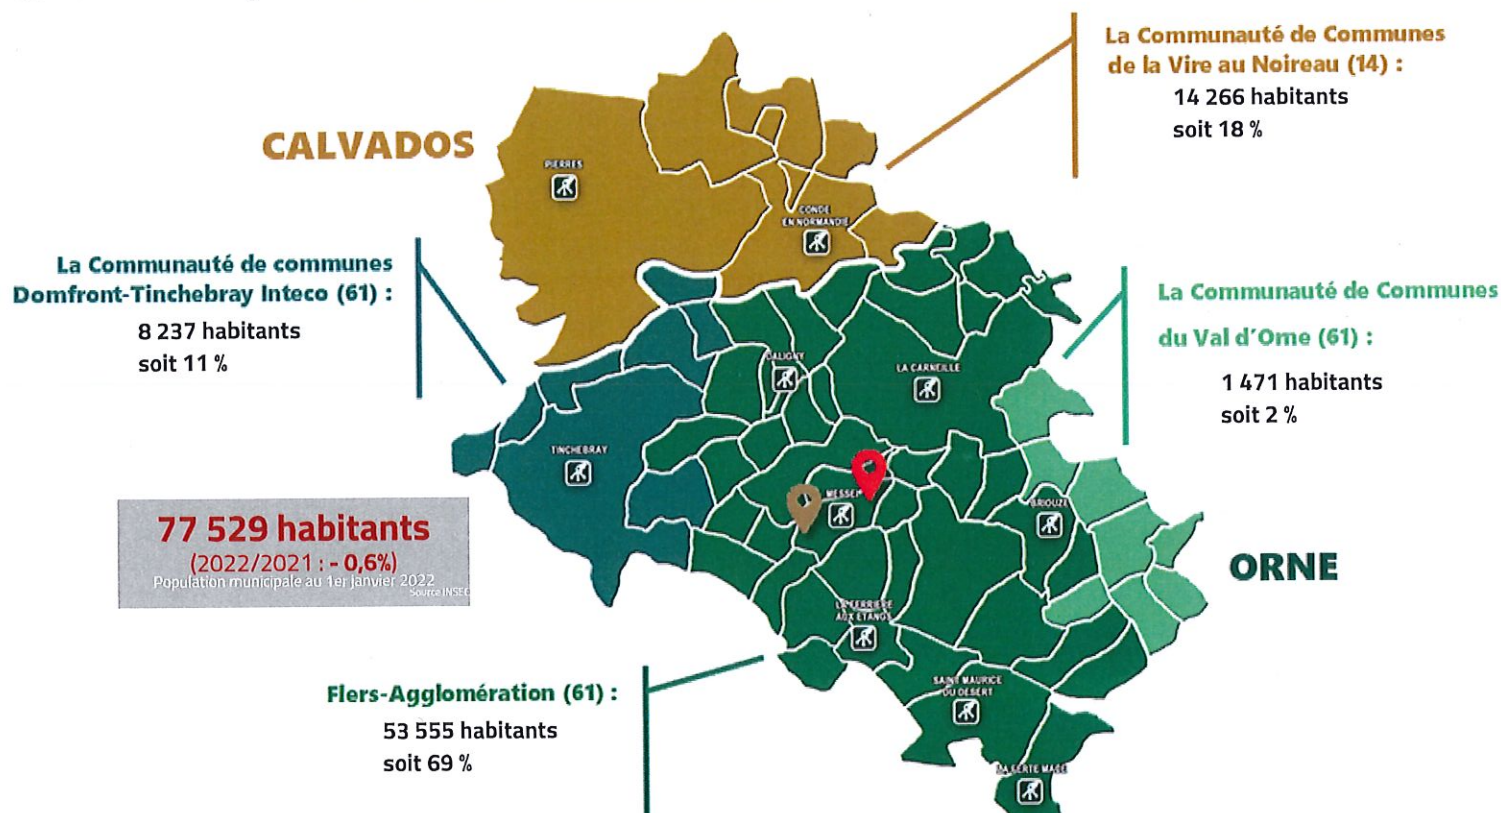 La Communauté de Communes
de la Vire au Noireau (14) :
14 266 habitants
soit 18 %
CALVADOS
PIERRES
CONDE
EN NORMANDIE
La Communauté de communes
Domfront-Tinchebray Inteco (61) :
8 237 habitants
soit 11 %
La Communauté de Communes
du Val d'Orne (61) :
1 471 habitants
soit 2 %
CALIGNY
LA CARNEILLE
TINCHEBRAY
MESSEI
BRIOUZE
77 529 habitants
(2022/2021 : - 0,6%)
Population municipale au 1er janvier 2022
Source INSEE
ORNE
LA FERRIERE
AUX ETANGS
Flers-Agglomération (61) :
53 555 habitants
soit 69 %
SAINT MAURICE
DU DESERT
LA FERTE MACE